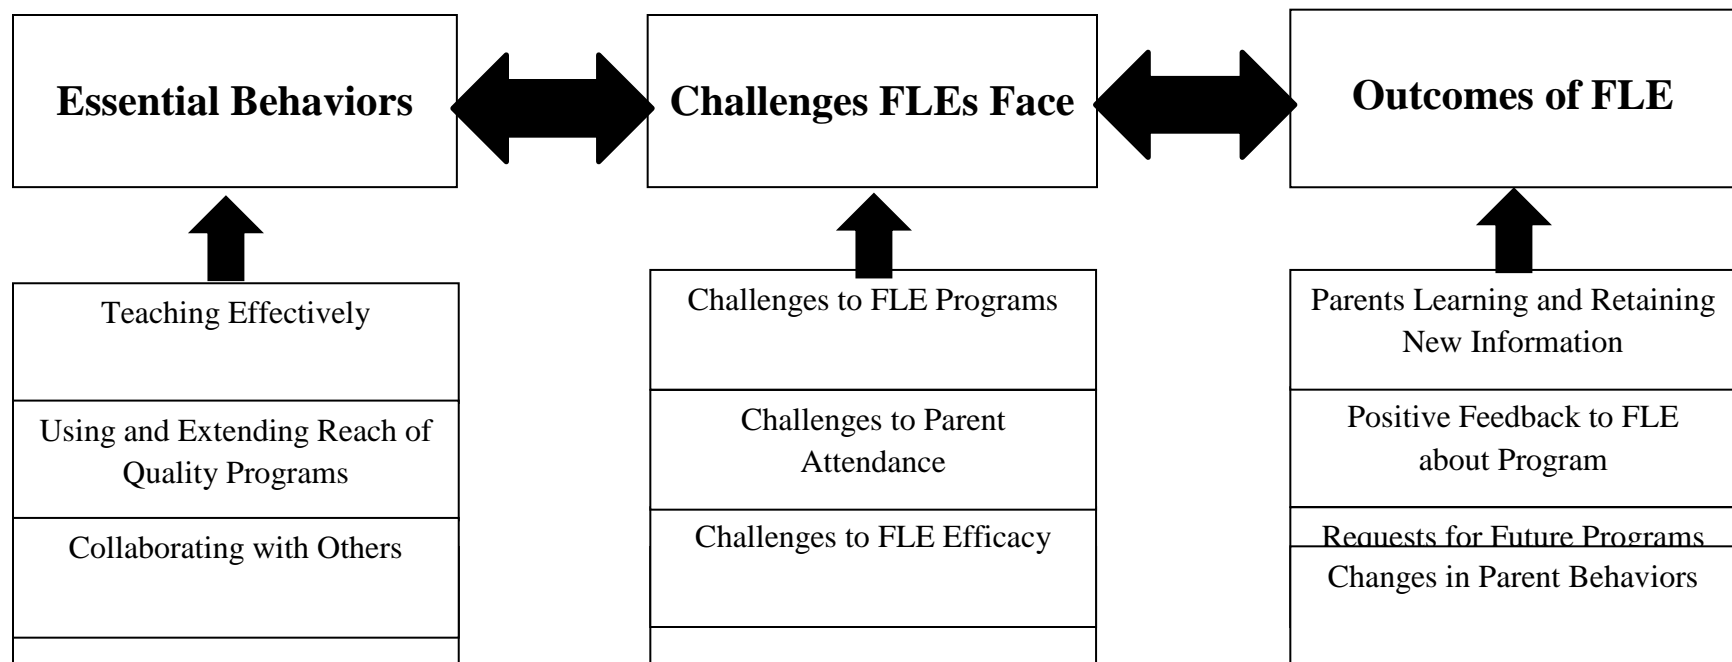 Essential Behaviors
Challenges FLEs Face
Outcomes of FLE
Teaching Effectively
Using and Extending Reach of
Quality Programs
Collaborating with Others
Challenges to FLE Programs
Challenges to Parent
Attendance
Challenges to FLE Efficacy
Parents Learning and Retaining
New Information
Positive Feedback to FLE
about Program
Requests for Future Programs
Changes in Parent Behaviors